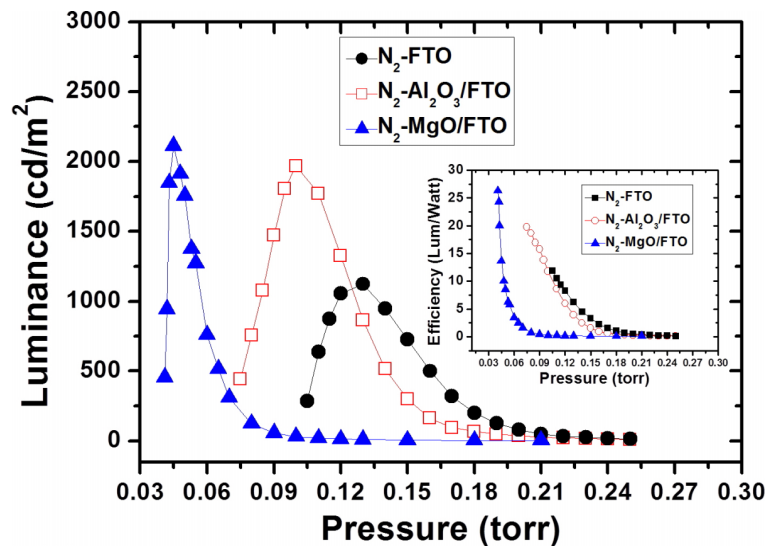 Luminance (cd/m²)
3000
2500
2000
1500
1000
500
0
N₂-FTO
N₂-Al₂O₃/FTO
N₂-MgO/FTO
Efficiency (Lum/Watt)
30
25
20
15
10
5
0
N₂-FTO
N₂-Al₂O₃/FTO
N₂-MgO/FTO
0.03 0.06 0.09 0.12 0.15 0.18 0.21 0.24 0.27 0.30
Pressure (torr)
0.03 0.06 0.09 0.12 0.15 0.18 0.21 0.24 0.27 0.30
Pressure (torr)